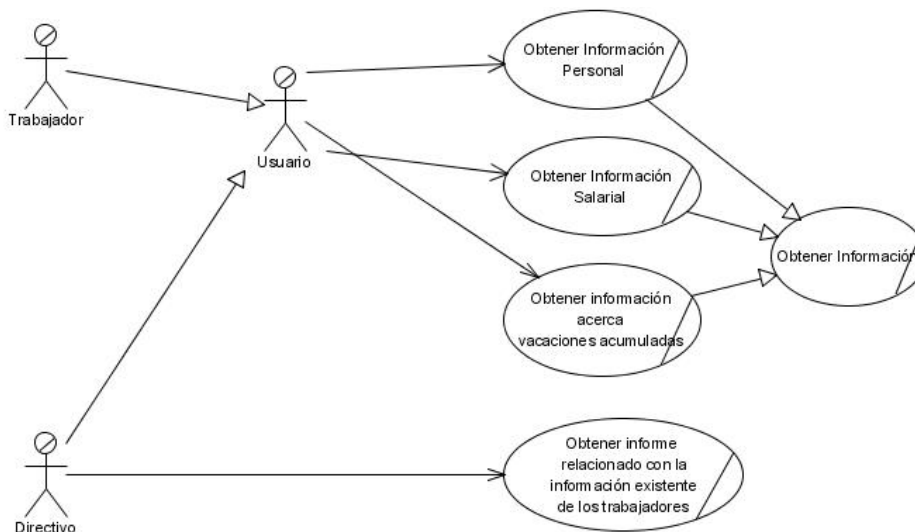 Trabajador
Usuario
Obtener Información
Personal
Obtener Información
Salarial
Obtener Información
Obtener información
acerca
vacaciones acumuladas
Directivo
Obtener informe
relacionado con la
información existente
de los trabajadores